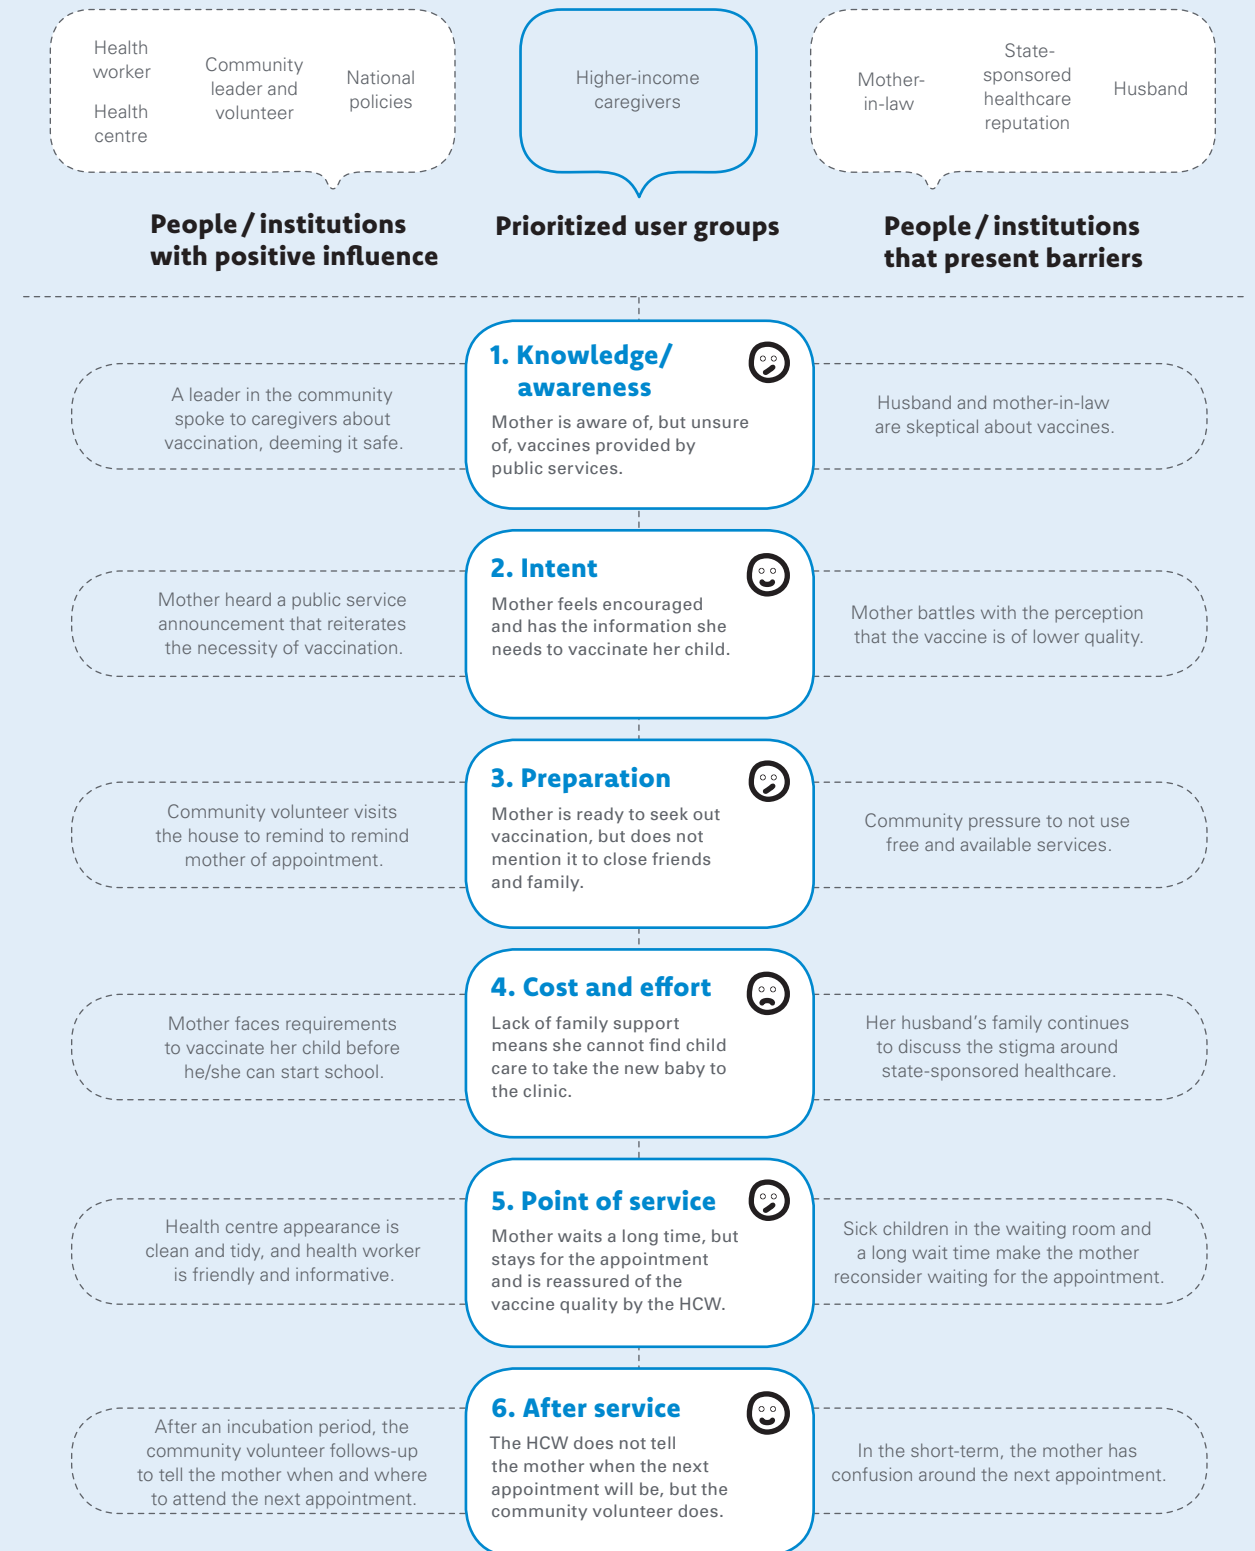 Health
worker
Health
centre
Community
leader and
volunteer
National
policies
Higher-income
caregivers
Mother-
in-law
State-
sponsored
healthcare
reputation
Husband
People / institutions
with positive influence
Prioritized user groups
People / institutions
that present barriers
A leader in the community
spoke to caregivers about
vaccination, deeming it safe.
1. Knowledge/
awareness
Mother is aware of, but unsure
of, vaccines provided by
public services.
Husband and mother-in-law
are skeptical about vaccines.
Mother heard a public service
announcement that reiterates
the necessity of vaccination.
2. Intent
Mother feels encouraged
and has the information she
needs to vaccinate her child.
Mother battles with the perception
that the vaccine is of lower quality.
Community volunteer visits
the house to remind to remind
mother of appointment.
3. Preparation
Mother is ready to seek out
vaccination, but does not
mention it to close friends
and family.
Community pressure to not use
free and available services.
Mother faces requirements
to vaccinate her child before
he/she can start school.
4. Cost and effort
Lack of family support
means she cannot find child
care to take the new baby to
the clinic.
Her husband's family continues
to discuss the stigma around
state-sponsored healthcare.
Health centre appearance is
clean and tidy, and health worker
is friendly and informative.
5. Point of service
Mother waits a long time, but
stays for the appointment
and is reassured of the
vaccine quality by the HCW.
Sick children in the waiting room and
a long wait time make the mother
reconsider waiting for the appointment.
After an incubation period, the
community volunteer follows-up
to tell the mother when and where
to attend the next appointment.
6. After service
The HCW does not tell
the mother when the next
appointment will be, but the
community volunteer does.
In the short-term, the mother has
confusion around the next appointment.